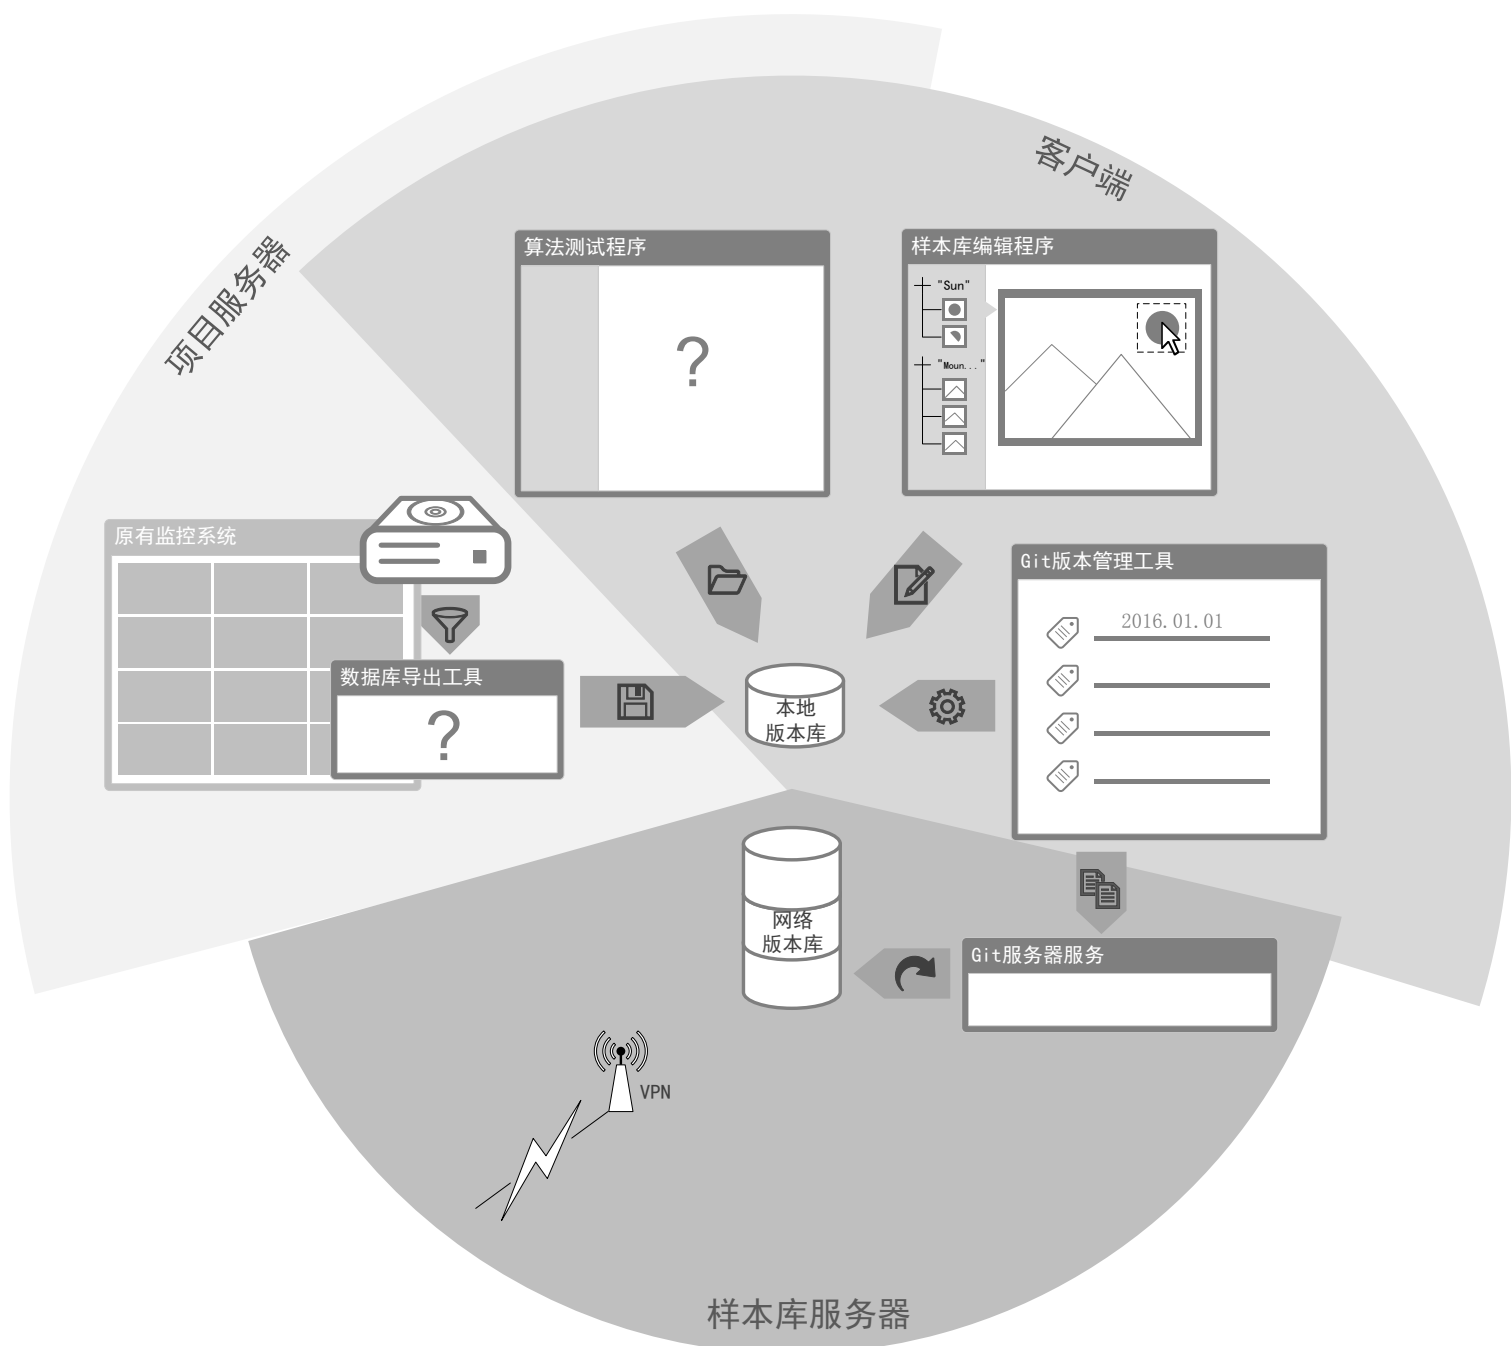 客户端
项目服务器
算法测试程序
?
样本库编辑程序
"Sun"
"Moun..."
原有监控系统
数据库导出工具
?
Git版本管理工具
2016.01.01
本地
版本库
网络
版本库
Git服务器服务
VPN
样本库服务器